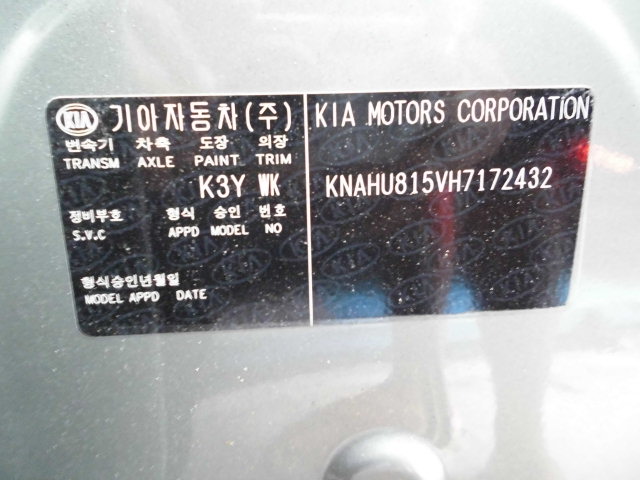 KIA 기아자동차(주) KIA MOTORS CORPORATION
변속기 차축 도장 의장
TRANSM AXLE PAINT TRIM
K3Y WK KNAHU815VH7172432
정비부호 형식 승인 번호
S.V.C APPD MODEL NO
형식승인년월일
MODEL APPD DATE